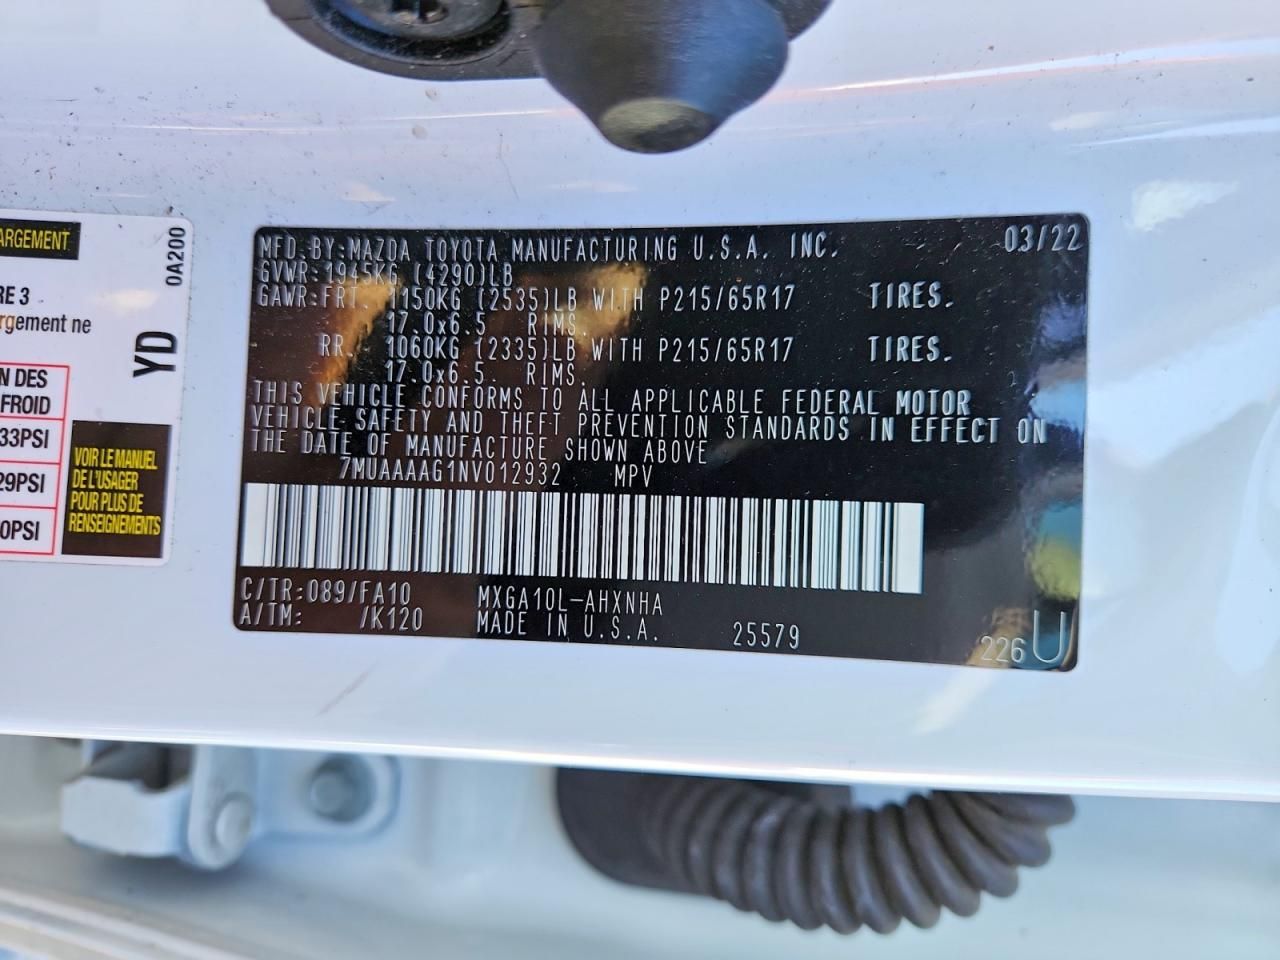 ARGEMENT
0A200
RE 3
rgement ne
YD
N DES
FROID
33PSI
29PSI
0PSI
VOIR LE MANUEL
DE L'USAGER
POUR PLUS DE
RENSEIGNEMENTS
MFD.BY:MAZDA TOYOTA MANUFACTURING U.S.A. INC. 03/22
GVWR:1945KG (4290)LB
GAWR:FRT. 1150KG (2535)LB WITH P215/65R17 TIRES.
17.0x6.5 RIMS.
RR. 1060KG (2335)LB WITH P215/65R17 TIRES.
17.0x6.5 RIMS.
THIS VEHICLE CONFORMS TO ALL APPLICABLE FEDERAL MOTOR
VEHICLE SAFETY AND THEFT PREVENTION STANDARDS IN EFFECT ON
THE DATE OF MANUFACTURE SHOWN ABOVE
7MUAAAAG1NV012932 MPV
C/TR:089/FA10 MXGA10L-AHXNHA
A/TM: /K120 MADE IN U.S.A. 25579
226 U